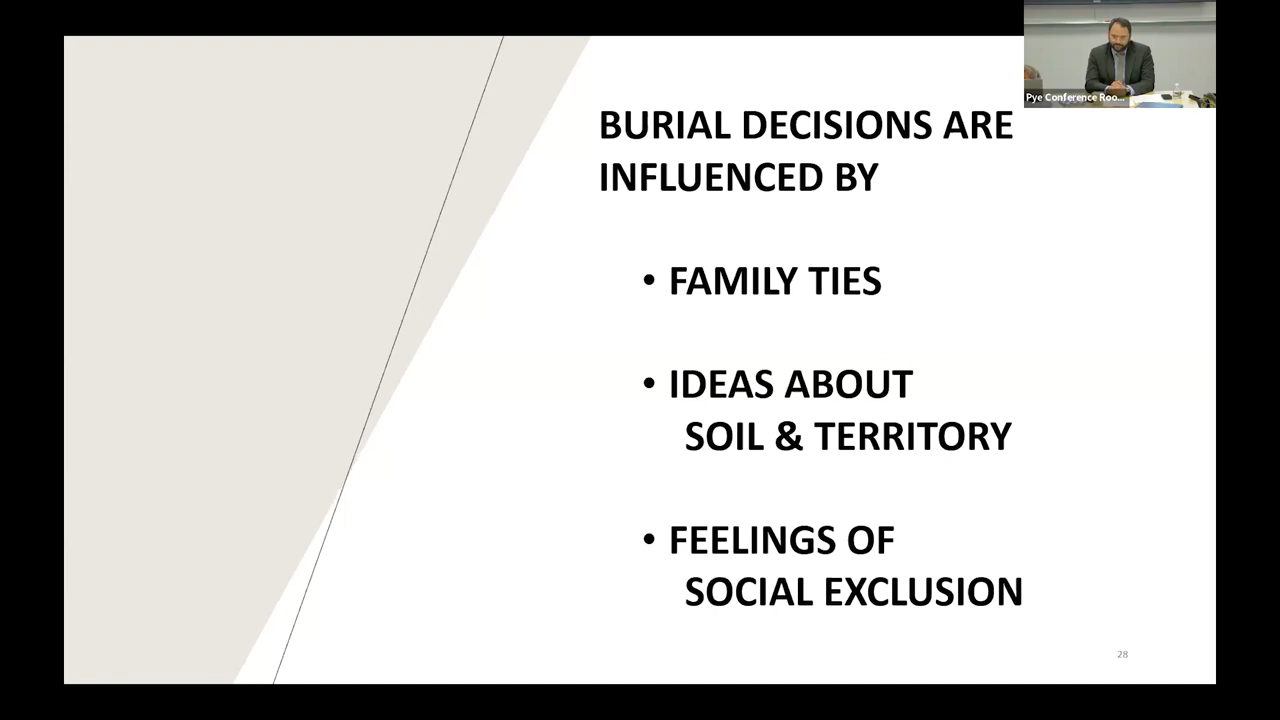 Pye Conference Roo...
BURIAL DECISIONS ARE
INFLUENCED BY
• FAMILY TIES
• IDEAS ABOUT
SOIL & TERRITORY
• FEELINGS OF
SOCIAL EXCLUSION
28